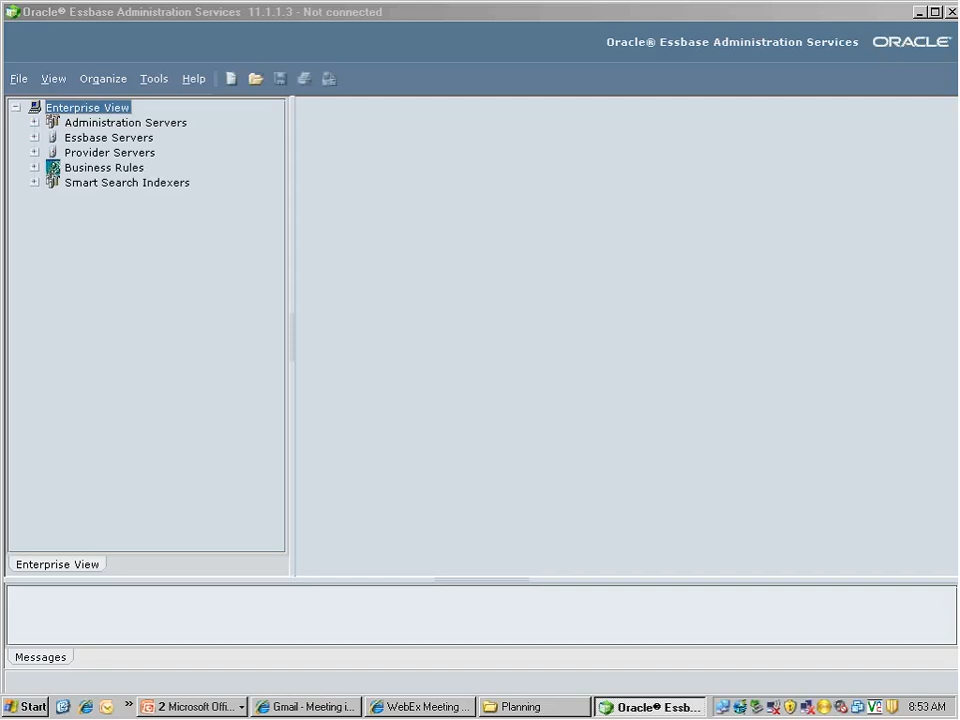 Oracle® Essbase Administration Services 11.1.1.3 - Not connected
Oracle® Essbase Administration Services ORACLE
File View Organize Tools Help
Enterprise View
Administration Servers
Essbase Servers
Provider Servers
Business Rules
Smart Search Indexers
Enterprise View
Messages
Start » 2 Microsoft Offi... Gmail - Meeting i... WebEx Meeting ... Planning Oracle® Essb... 8:53 AM